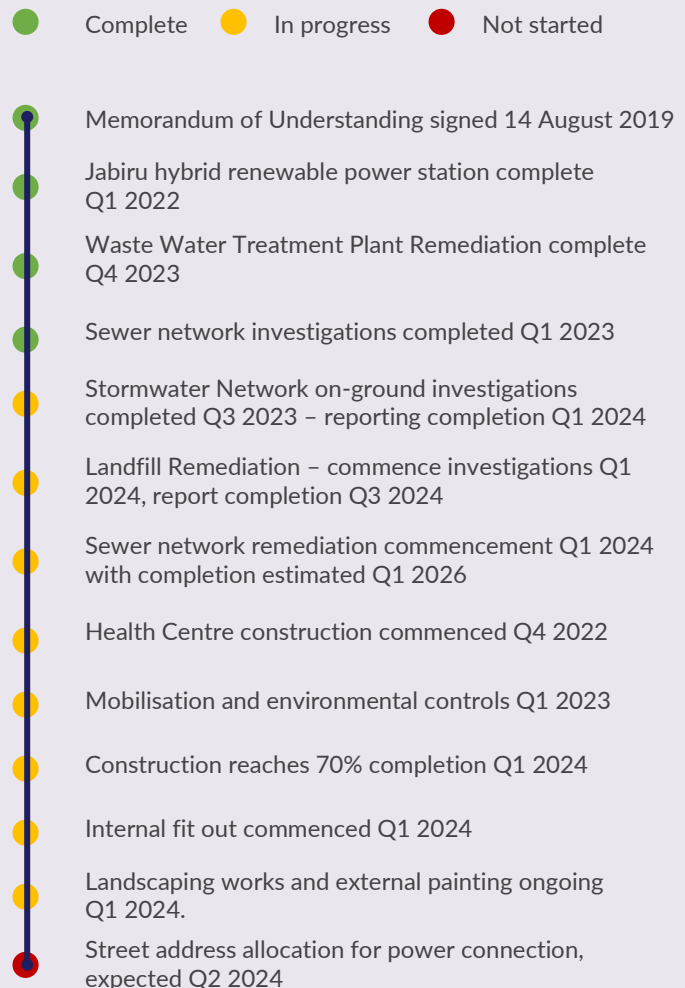 Complete In progress Not started
Memorandum of Understanding signed 14 August 2019
Jabiru hybrid renewable power station complete
Q1 2022
Waste Water Treatment Plant Remediation complete
Q4 2023
Sewer network investigations completed Q1 2023
Stormwater Network on-ground investigations
completed Q3 2023 – reporting completion Q1 2024
Landfill Remediation – commence investigations Q1
2024, report completion Q3 2024
Sewer network remediation commencement Q1 2024
with completion estimated Q1 2026
Health Centre construction commenced Q4 2022
Mobilisation and environmental controls Q1 2023
Construction reaches 70% completion Q1 2024
Internal fit out commenced Q1 2024
Landscaping works and external painting ongoing
Q1 2024.
Street address allocation for power connection,
expected Q2 2024